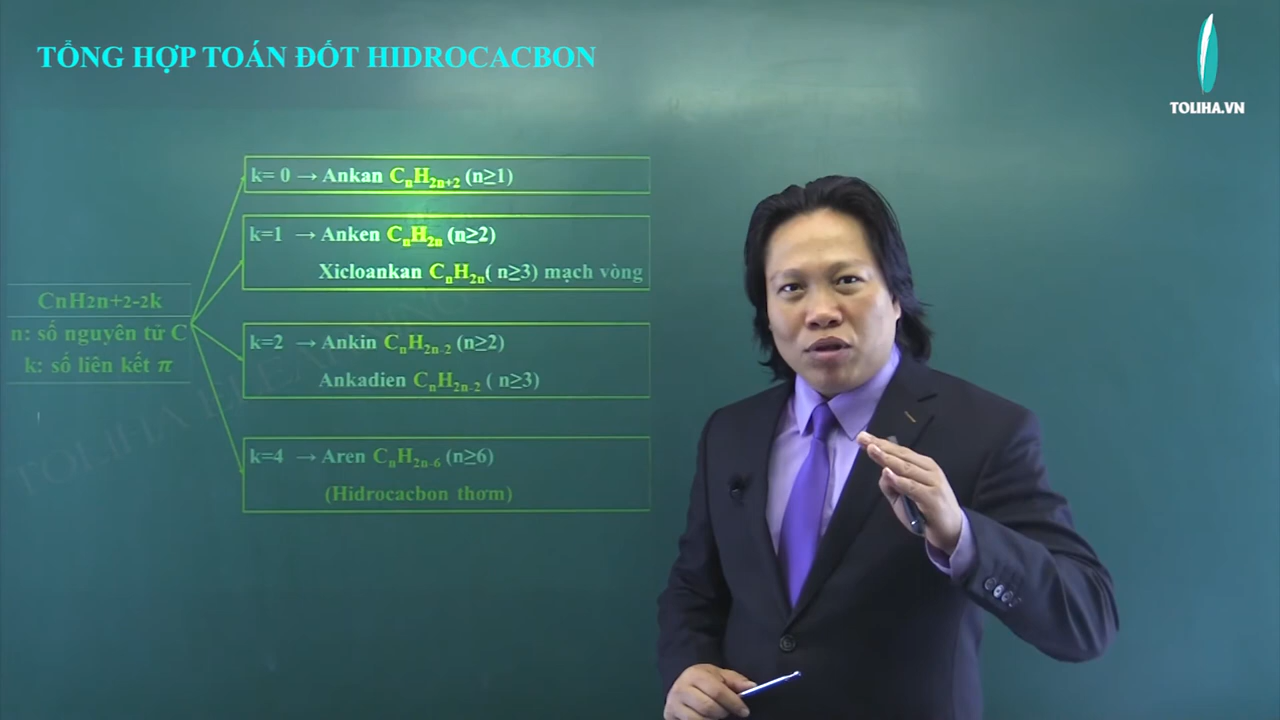 TỔNG HỢP TOÁN ĐỐT HIDROCACBON
TOLIHA.VN
k= 0 → Ankan CnH2n+2 (n≥1)
k=1 → Anken CnH2n (n≥2)
Xicloankan CnH2n( n≥3) mạch vòng
CnH2n+2-2k
n: số nguyên tử C
k: số liên kết π
k=2 → Ankin CnH2n-2 (n≥2)
Ankadien CnH2n-2 ( n≥3)
k=4 → Aren CnH2n-6 (n≥6)
(Hidrocacbon thơm)
TOLIHA ELEARNING